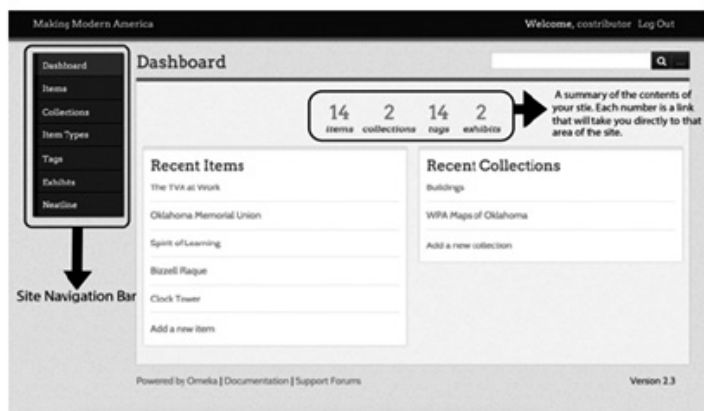 Making Modern America
Welcome, contributor Log Out
Dashboard
Items
Collections
Item Types
Tags
Exhibits
Neatline
Site Navigation Bar
Dashboard
14 items
2 collections
14 tags
2 exhibits
A summary of the contents of
your stie. Each number is a link
that will take you directly to that
area of the site.
Recent Items
The TVA at Work
Oklahoma Memorial Union
Spirit of Learning
Bizzell Raque
Clock Tower
Add a new item
Recent Collections
Buildings
WPA Maps of Oklahoma
Add a new collection
Powered by Omeka | Documentation | Support Forums
Version 2.3